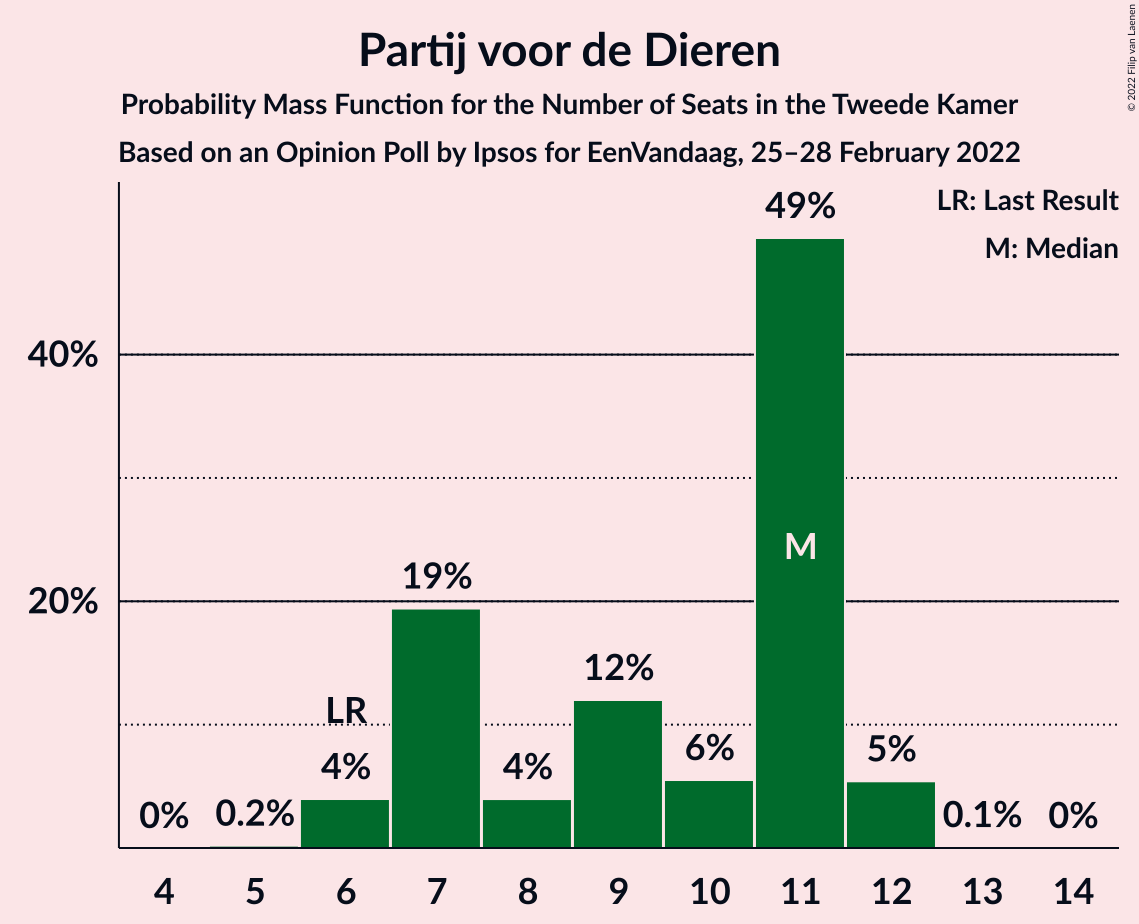 Partij voor de Dieren
Probability Mass Function for the Number of Seats in the Tweede Kamer
Based on an Opinion Poll by Ipsos for EenVandaag, 25–28 February 2022
© 2022 Filip van Laenen
LR: Last Result
M: Median
49%
40%
M
19%
20%
12%
LR
4%
4%
6%
5%
0%
0.2%
0.1%
0%
4 5 6 7 8 9 10 11 12 13 14